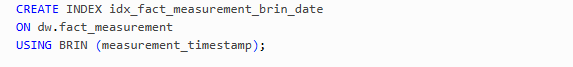 CREATE INDEX idx_fact_measurement_brin_date
ON dw.fact_measurement
USING BRIN (measurement_timestamp);